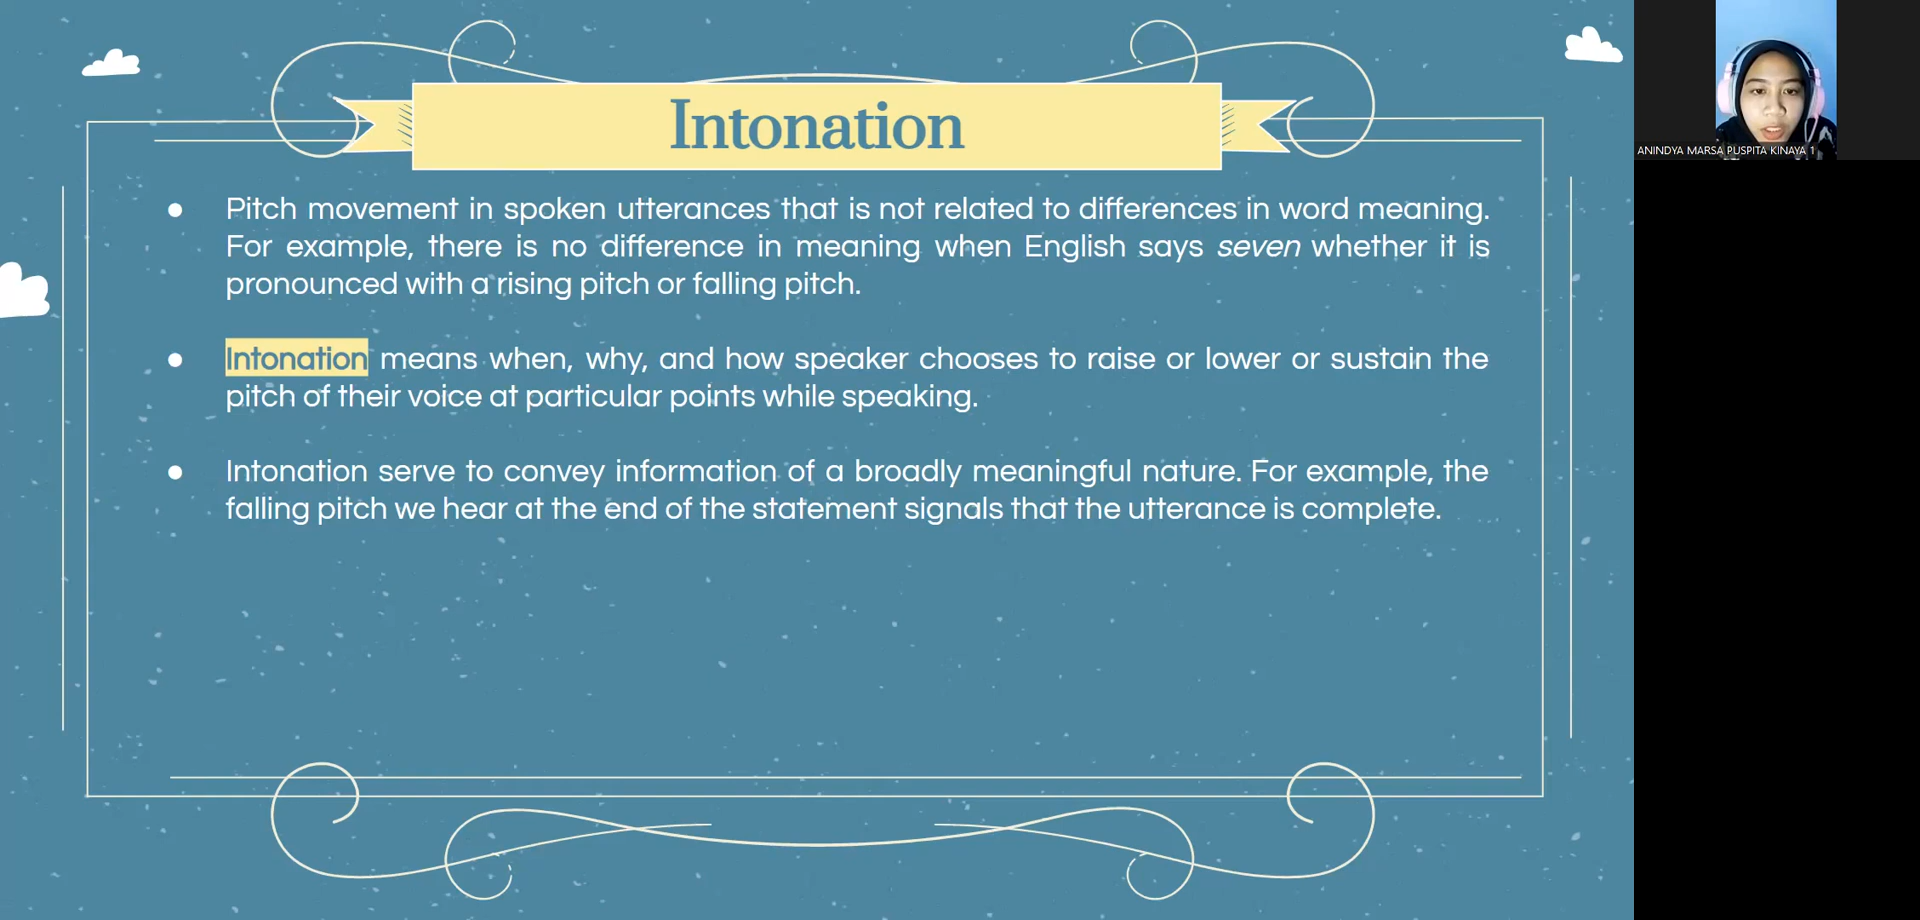 Intonation
● Pitch movement in spoken utterances that is not related to differences in word meaning.
For example, there is no difference in meaning when English says seven whether it is
pronounced with a rising pitch or falling pitch.
● Intonation means when, why, and how speaker chooses to raise or lower or sustain the
pitch of their voice at particular points while speaking.
● Intonation serve to convey information of a broadly meaningful nature. For example, the
falling pitch we hear at the end of the statement signals that the utterance is complete.
ANINDYA MARSA PUSPITA KINAYA 1